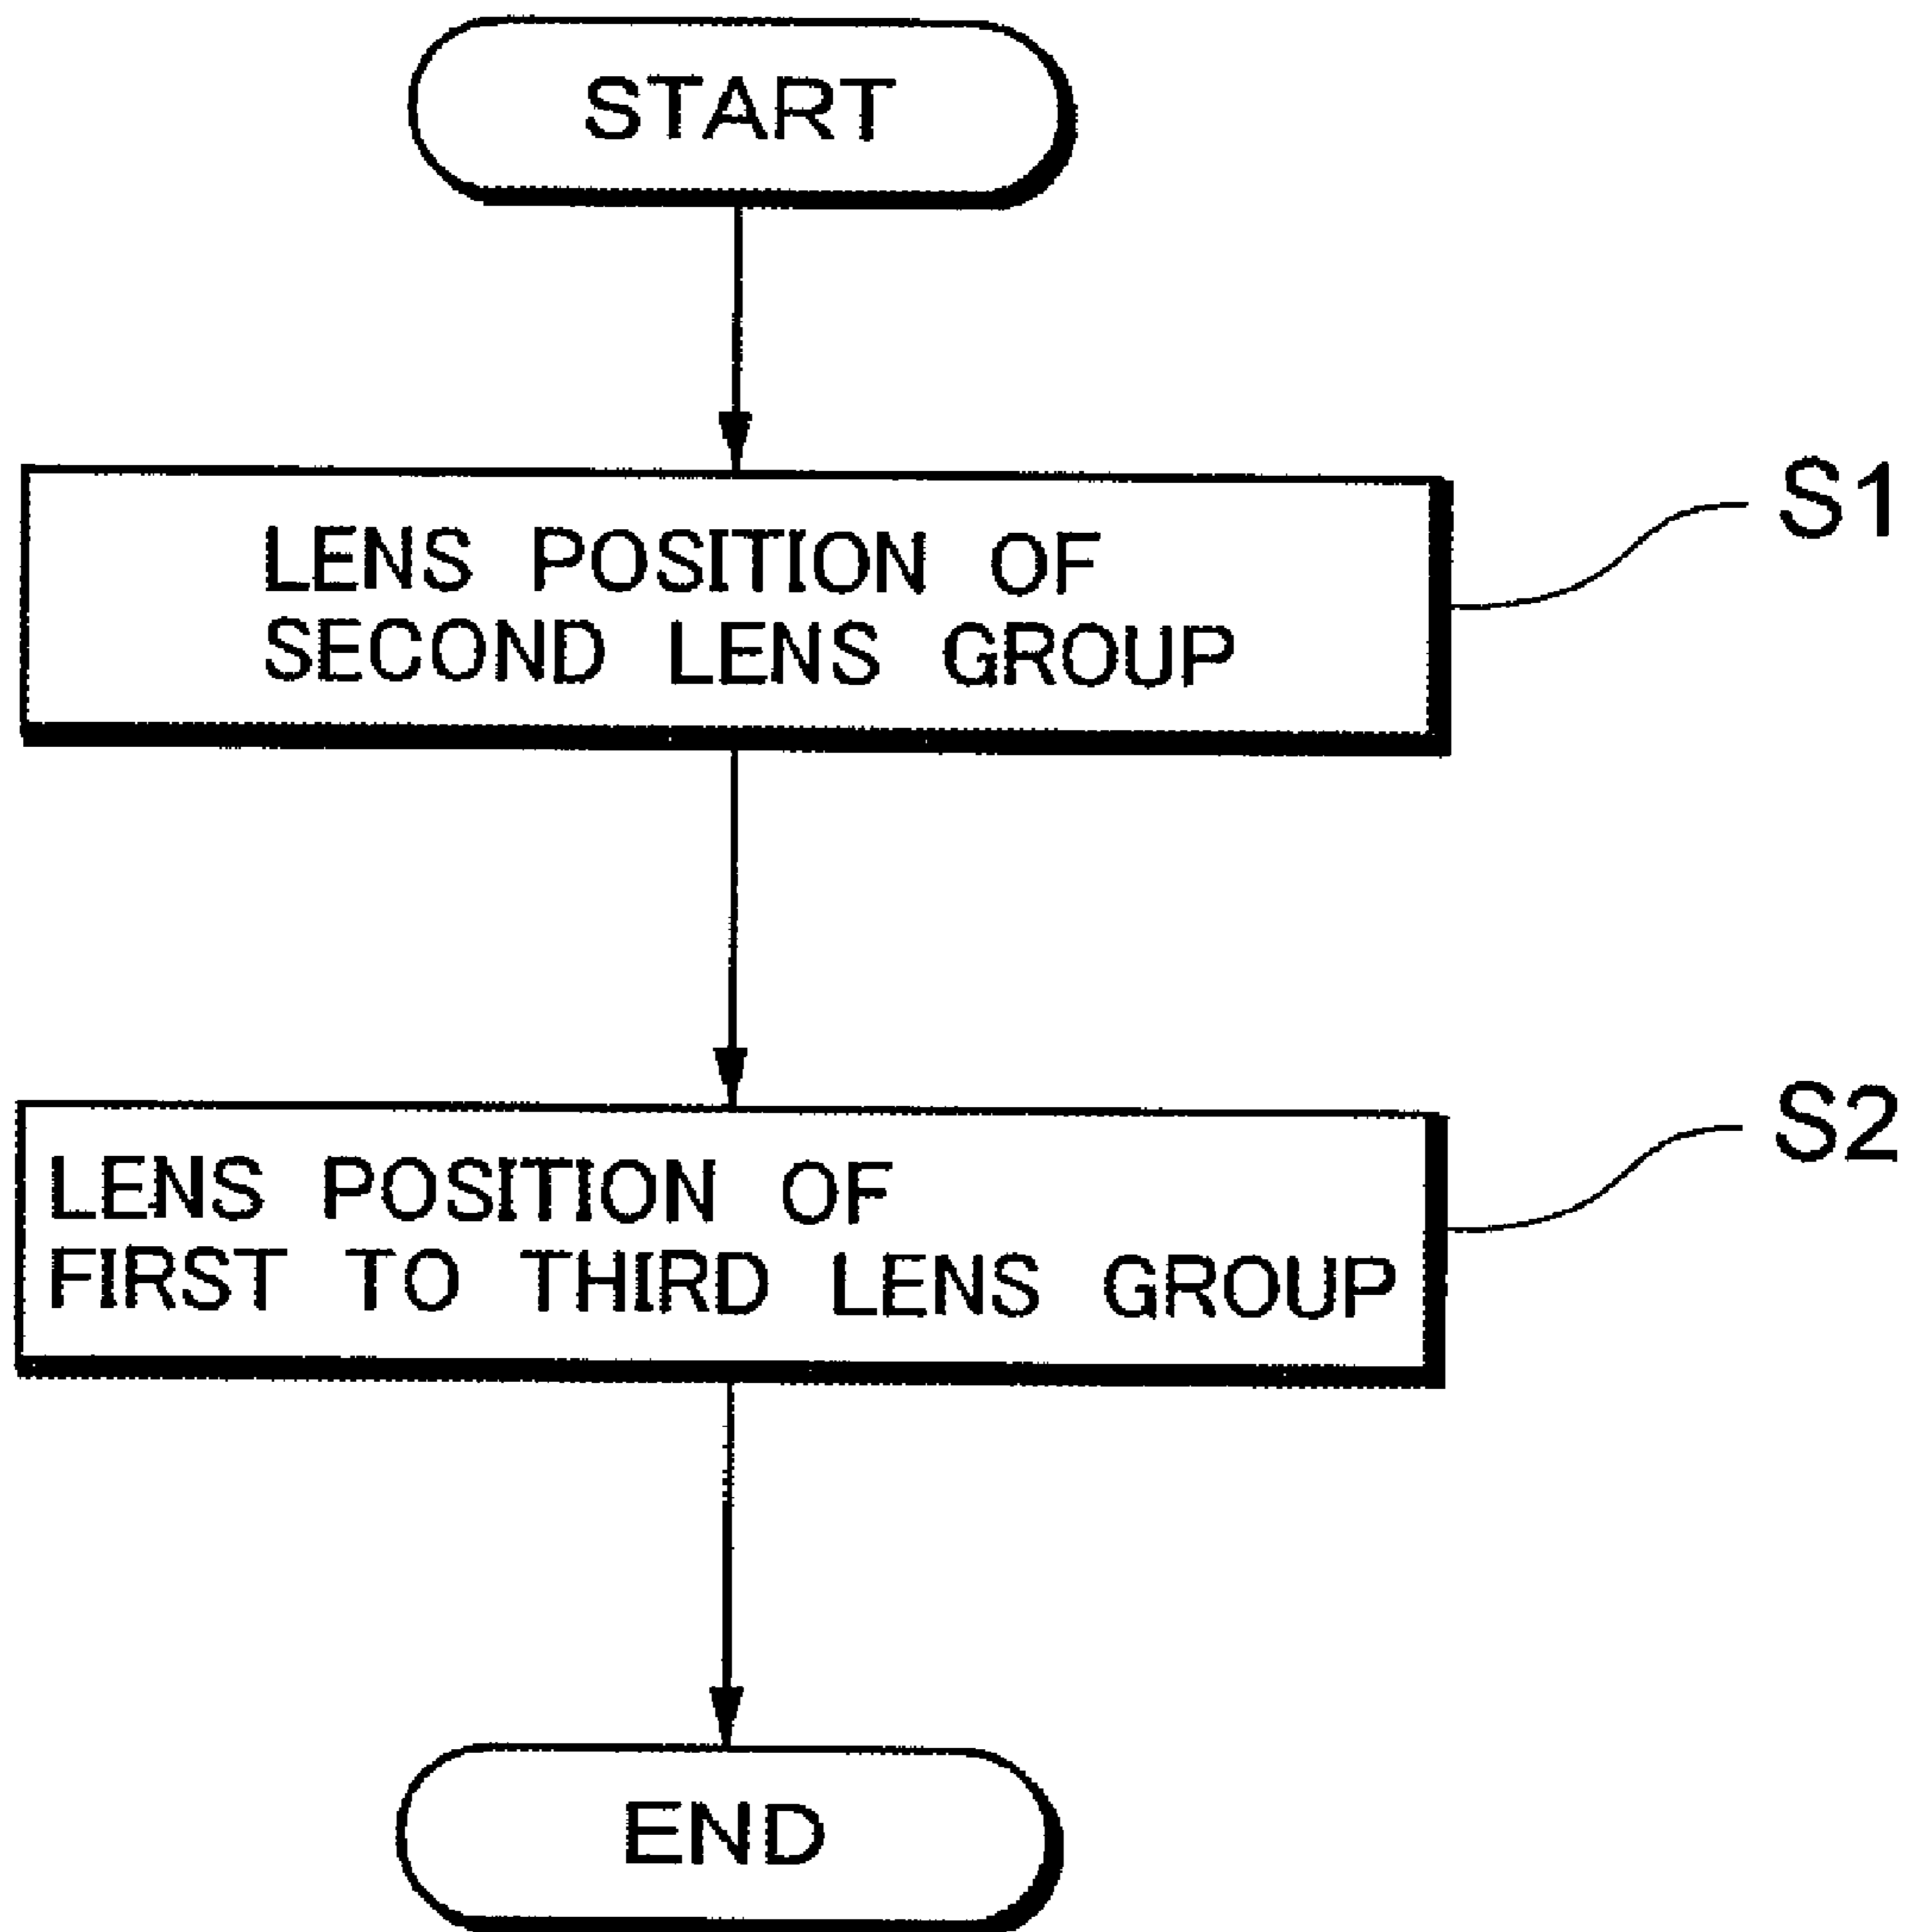 START
LENS POSITION OF
SECOND LENS GROUP
S1
LENS POSITION OF
FIRST TO THIRD LENS GROUP
S2
END